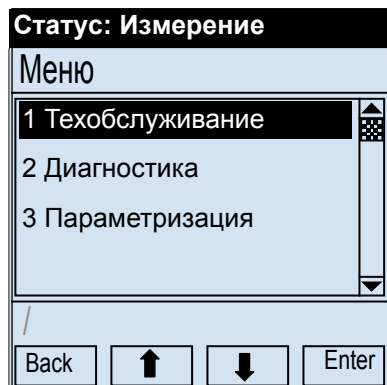 Статус: Измерение
Меню
1 Техобслуживание
2 Диагностика
3 Параметризация
/
Back ⬆ ⬇ Enter